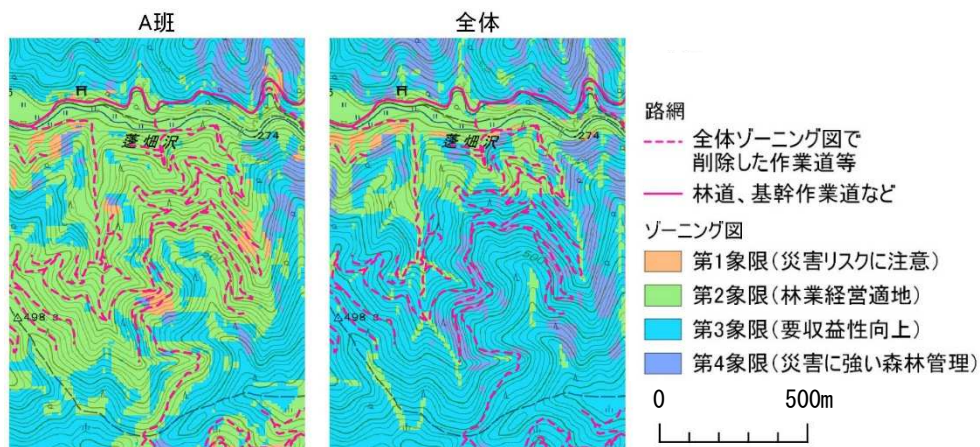 A班
全体
蓬畑沢
274
498
蓬畑沢
274
500
498
路網
全体ゾーニング図で
削除した作業道等
林道、基幹作業道など
ゾーニング図
第1象限(災害リスクに注意)
第2象限(林業経営適地)
第3象限(要収益性向上)
第4象限(災害に強い森林管理)
0 500m